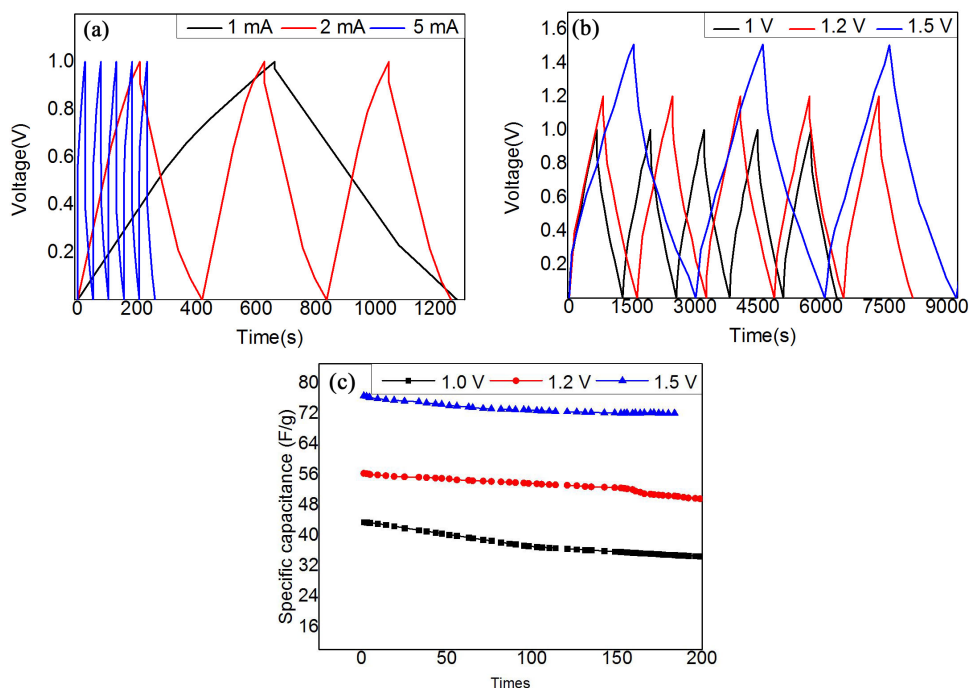 (a)
1 mA 2 mA 5 mA
1.0
0.8
0.6
0.4
0.2
Voltage(V)
0 200 400 600 800 1000 1200
Time(s)
(b)
1 V 1.2 V 1.5 V
1.6
1.4
1.2
1.0
0.8
0.6
0.4
0.2
Voltage(V)
0 1500 3000 4500 6000 7500 9000
Time(s)
(c)
1.0 V 1.2 V 1.5 V
80
72
64
56
48
40
32
24
16
Specific capacitance (F/g)
0 50 100 150 200
Times